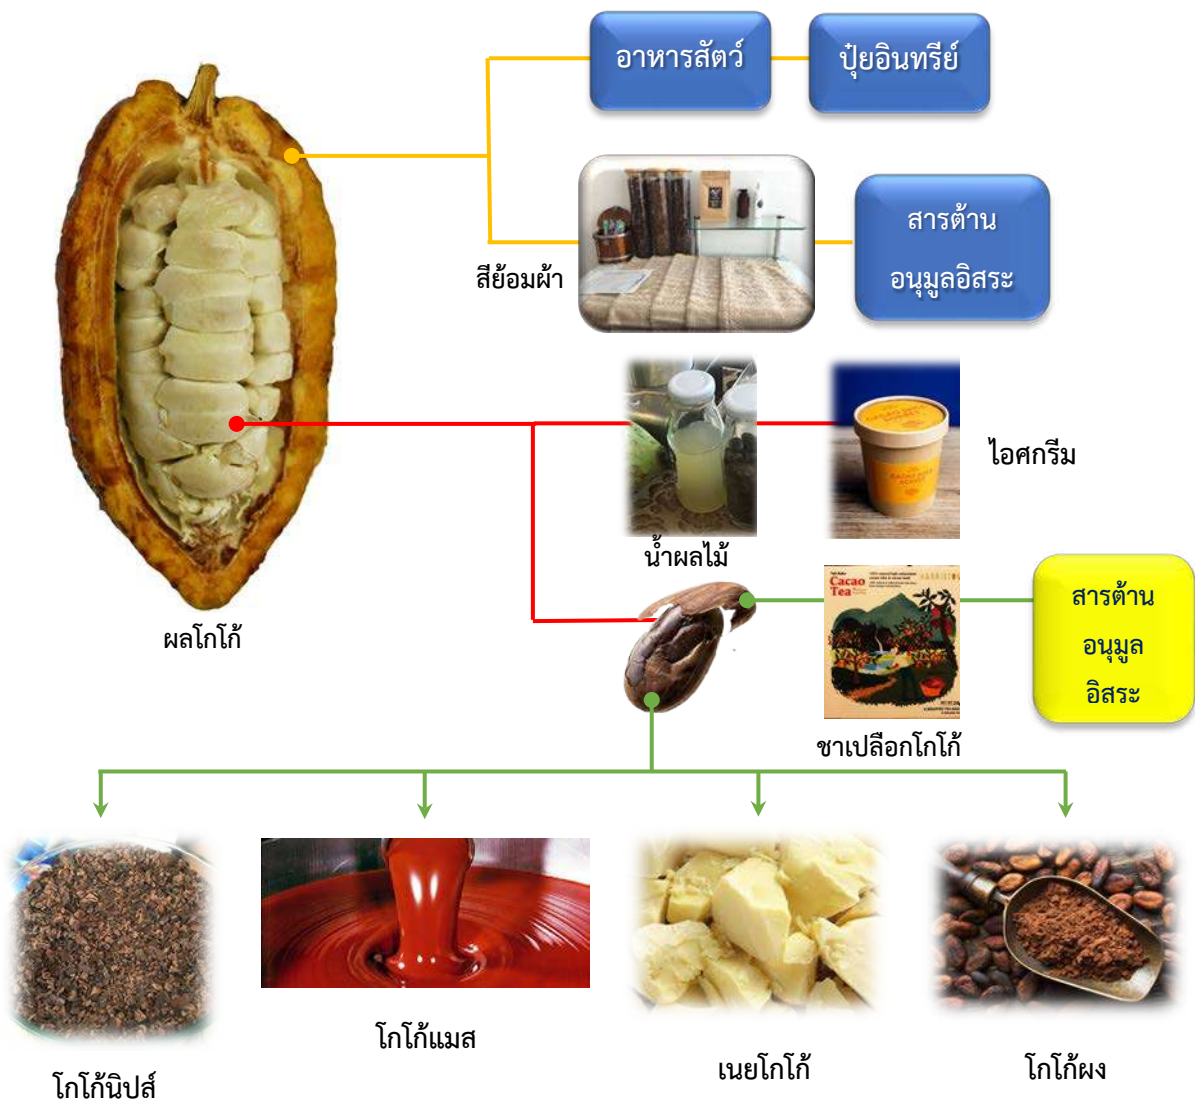 อาหารสัตว์
ปุ๋ยอินทรีย์
สารต้าน
อนุมูลอิสระ
สีย้อมผ้า
ไอศกรีม
น้ำผลไม้
Cacao
Tea
สารต้าน
อนุมูล
อิสระ
ผลโกโก้
ชาเปลือกโกโก้
โกโก้นิปส์
โกโก้แมส
เนยโกโก้
โกโก้ผง